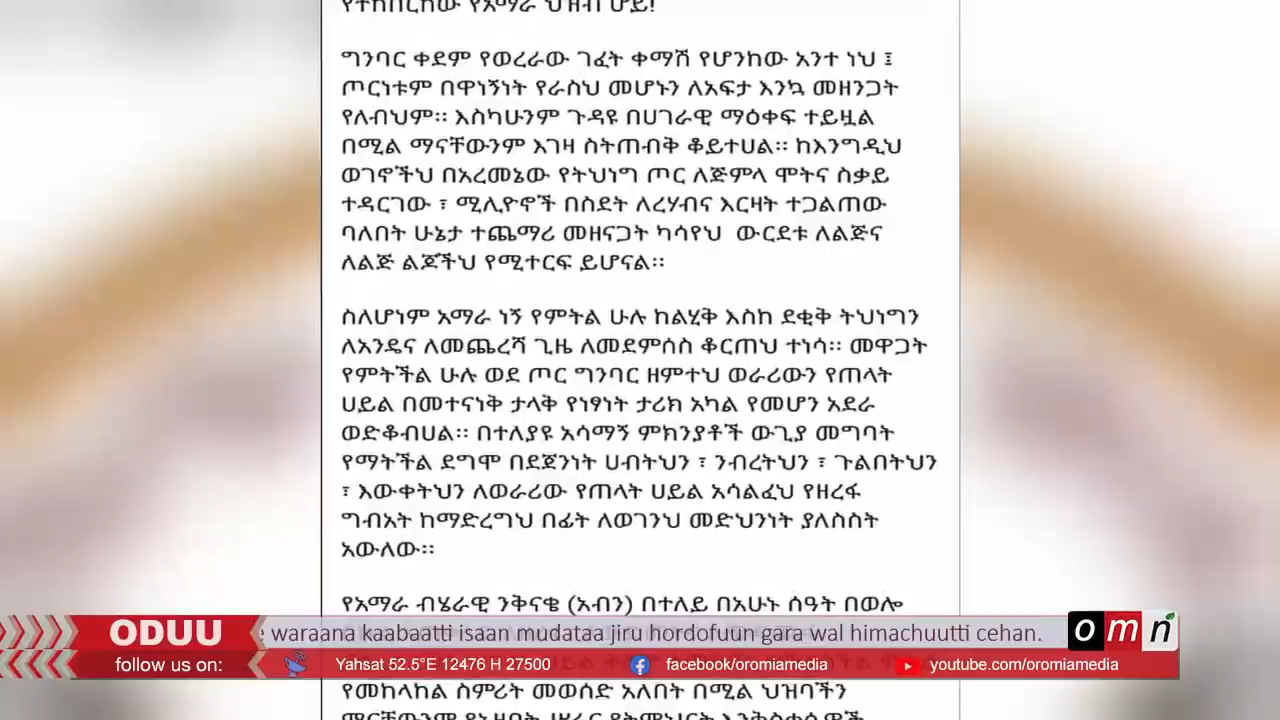 የተከበርከው የአማራ ህዝብ ሆይ!
ግንባር ቀደም የወረራው ገፈት ቀማሽ የሆንከው አንተ ነህ ፤
ጦርነቱም በዋነኝነት የራስህ መሆኑን ለአፍታ እንኳ መዘንጋት
የለብህም፡፡ እስካሁንም ጉዳዩ በሀገራዊ ማዕቀፍ ተይዟል
በሚል ማናቸውንም እገዛ ስትጠብቅ ቆይተሀል፡፡ ከእንግዲህ
ወገኖችህ በአረመኔው የትህነግ ጦር ለጅምላ ሞትና ስቃይ
ተዳርገው ፣ ሚሊዮኖች በስደት ለረሃብና እርዛት ተጋልጠው
ባለበት ሁኔታ ተጨማሪ መዘናጋት ካሳየህ ውርደቱ ለልጅና
ለልጅ ልጆችህ የሚተርፍ ይሆናል፡፡
ስለሆነም አማራ ነኝ የምትል ሁሉ ከልሂቅ እስከ ደቂቅ ትህነግን
ለአንዴና ለመጨረሻ ጊዜ ለመደምሰስ ቆርጠህ ተነሳ፡፡ መዋጋት
የምትችል ሁሉ ወደ ጦር ግንባር ዘምተህ ወራሪውን የጠላት
ሀይል በመተናነቅ ታላቅ የነፃነት ታሪክ አካል የመሆን አደራ
ወድቆብሀል፡፡ በተለያዩ አሳማኝ ምክንያቶች ውጊያ መግባት
የማትችል ደግሞ በደጀንነት ሀብትህን ፣ ንብረትህን ፣ ጉልበትህን
፣ እውቀትህን ለወራሪው የጠላት ሀይል አሳልፈህ የዘረፋ
ግብአት ከማድረግህ በፊት ለወገንህ መድህንነት ያለስስት
አውለው፡፡
የአማራ ብሄራዊ ንቅናቄ (አብን) በተለይ በአሁኑ ሰዓት በወሎ
ODUU
waraana kaabaatti isaan mudataa jiru hordofuun gara wal himachuutti cehan.
omn
follow us on:
Yahsat 52.5°E 12476 H 27500
facebook/oromiamedia
youtube.com/oromiamedia
የመከላከል ስምሪት መወሰድ አለበት በሚል ህዝባችን